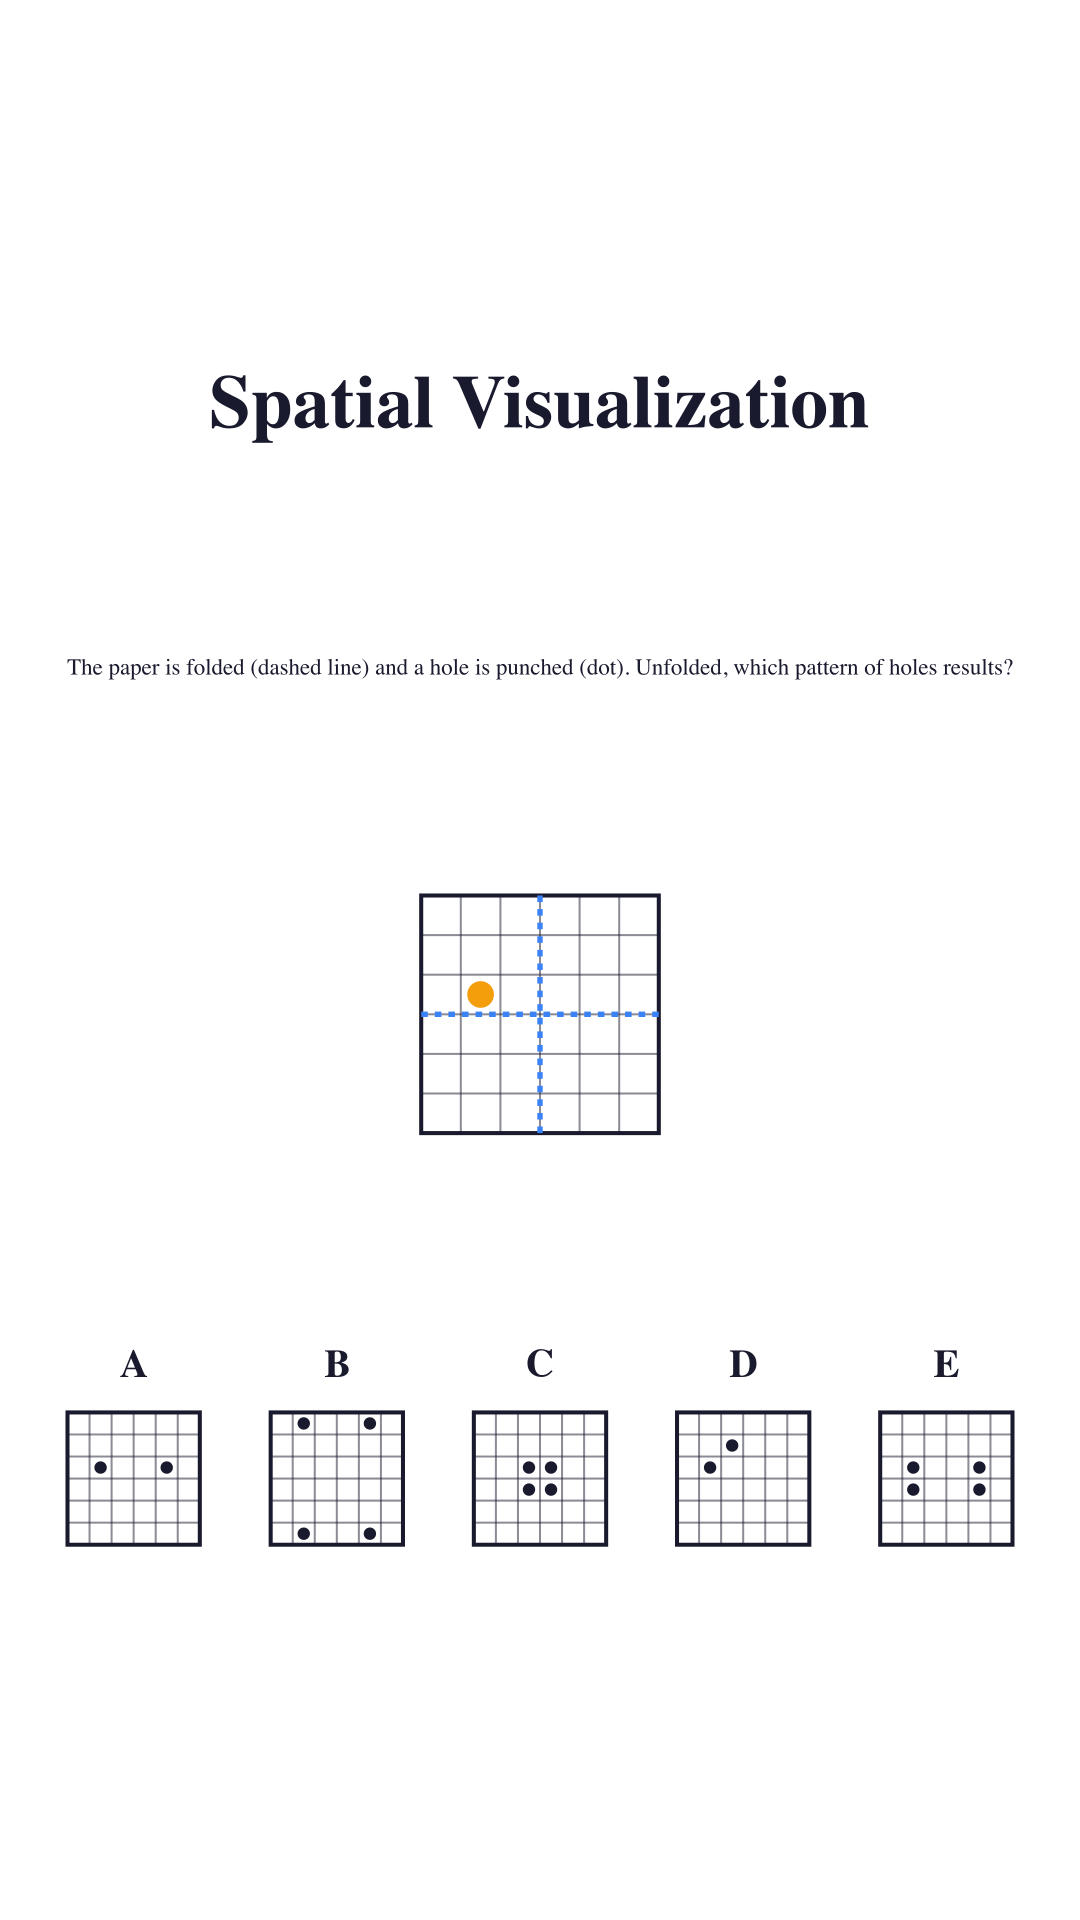 Spatial Visualization
The paper is folded (dashed line) and a hole is punched (dot). Unfolded, which pattern of holes results?
A B C D E